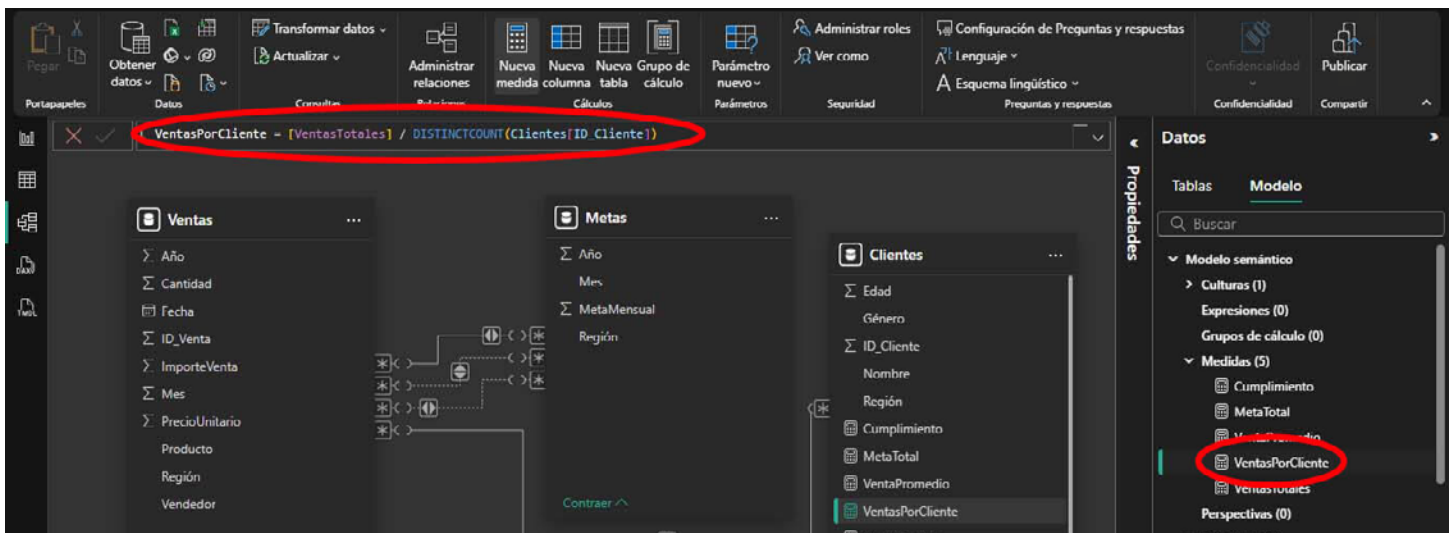 Pegar
Portapapeles
Obtener datos
Datos
Transformar datos
Actualizar
Consultas
Administrar relaciones
Relaciones
Nueva medida
Nueva columna
Nueva tabla
Grupo de cálculo
Cálculos
Parámetro nuevo
Parámetros
Administrar roles
Ver como
Seguridad
Configuración de Preguntas y respuestas
Lenguaje
Esquema lingüístico
Preguntas y respuestas
Confidencialidad
Confidencialidad
Publicar
Compartir
1 VentasPorCliente = [VentasTotales] / DISTINCTCOUNT(Clientes[ID_Cliente])
DAX
TMDL
Ventas
Año
Cantidad
Fecha
ID_Venta
ImporteVenta
Mes
PrecioUnitario
Producto
Región
Vendedor
Metas
Año
Mes
MetaMensual
Región
Contraer
Clientes
Edad
Género
ID_Cliente
Nombre
Región
Cumplimiento
MetaTotal
VentaPromedio
VentasPorCliente
Propiedades
Datos
Tablas
Modelo
Buscar
Modelo semántico
Culturas (1)
Expresiones (0)
Grupos de cálculo (0)
Medidas (5)
Cumplimiento
MetaTotal
VentaPromedio
VentasPorCliente
VentasTotales
Perspectivas (0)